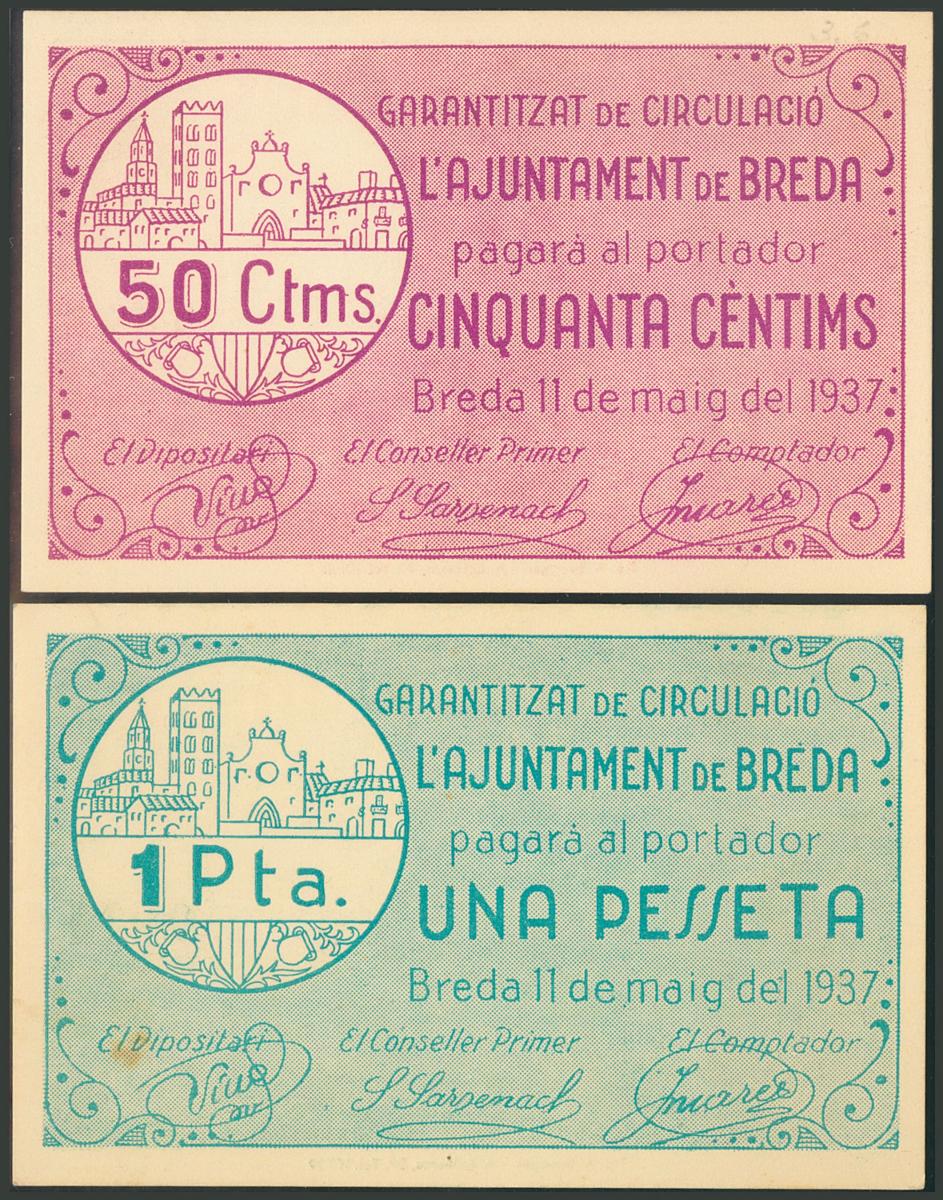 GARANTITZAT DE CIRCULACIÓ
L'AJUNTAMENT DE BREDA
pagarà al portador
50 Ctms.
CINQUANTA CÈNTIMS
Breda 11 de maig del 1937
El Dipositari El Conseller Primer El Comptador
GARANTITZAT DE CIRCULACIÓ
L'AJUNTAMENT DE BREDA
pagarà al portador
1 Pta.
UNA PESSETA
Breda 11 de maig del 1937
El Dipositari El Conseller Primer El Comptador